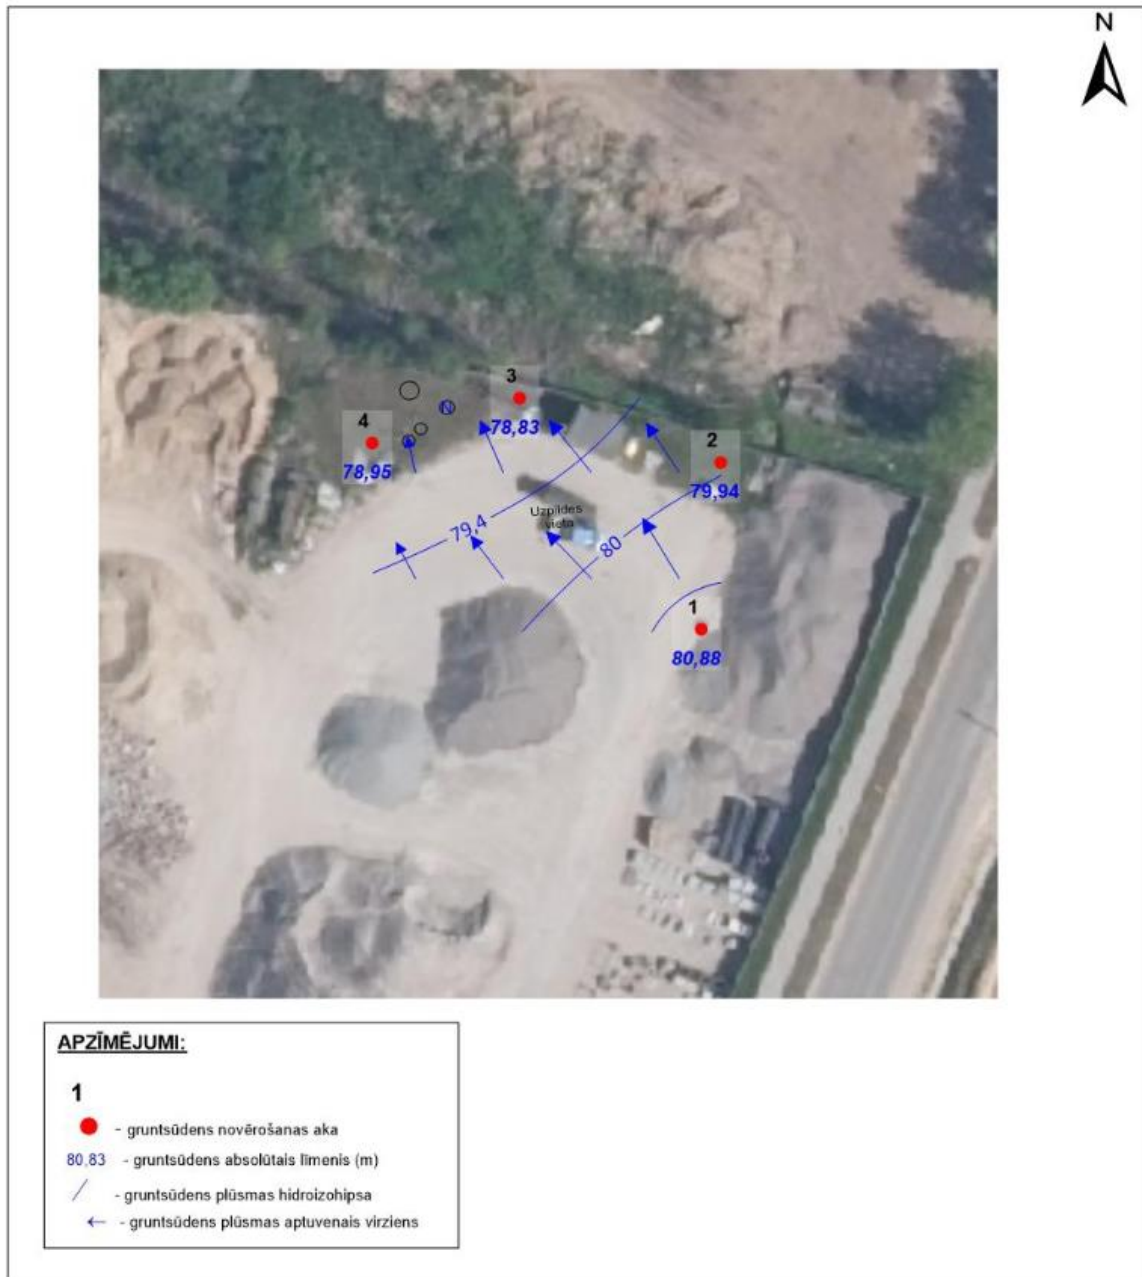 N
3
78,83
4
78,95
N
2
79,94
79,4
Uzpildes
vieta
80
1
80,88
APZĪMĒJUMI:
1
- gruntsūdens novērošanas aka
80,83 - gruntsūdens absolūtais līmenis (m)
- gruntsūdens plūsmas hidroizohipsa
- gruntsūdens plūsmas aptuvenais virziens